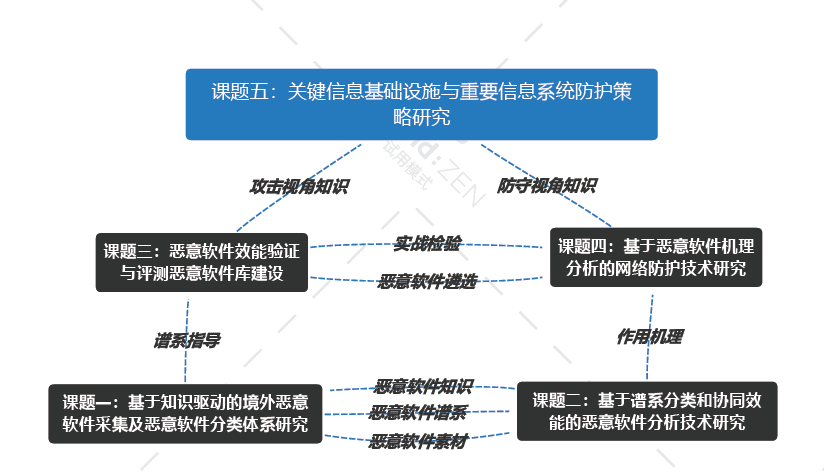 课题五：关键信息基础设施与重要信息系统防护策
略研究
ld:ZEN
试用模式
攻击视角知识
防守视角知识
课题三：恶意软件效能验证
与评测恶意软件库建设
实战检验
恶意软件遴选
课题四：基于恶意软件机理
分析的网络防护技术研究
谱系指导
作用机理
课题一：基于知识驱动的境外恶意
软件采集及恶意软件分类体系研究
恶意软件知识
恶意软件谱系
恶意软件素材
课题二：基于谱系分类和协同效
能的恶意软件分析技术研究